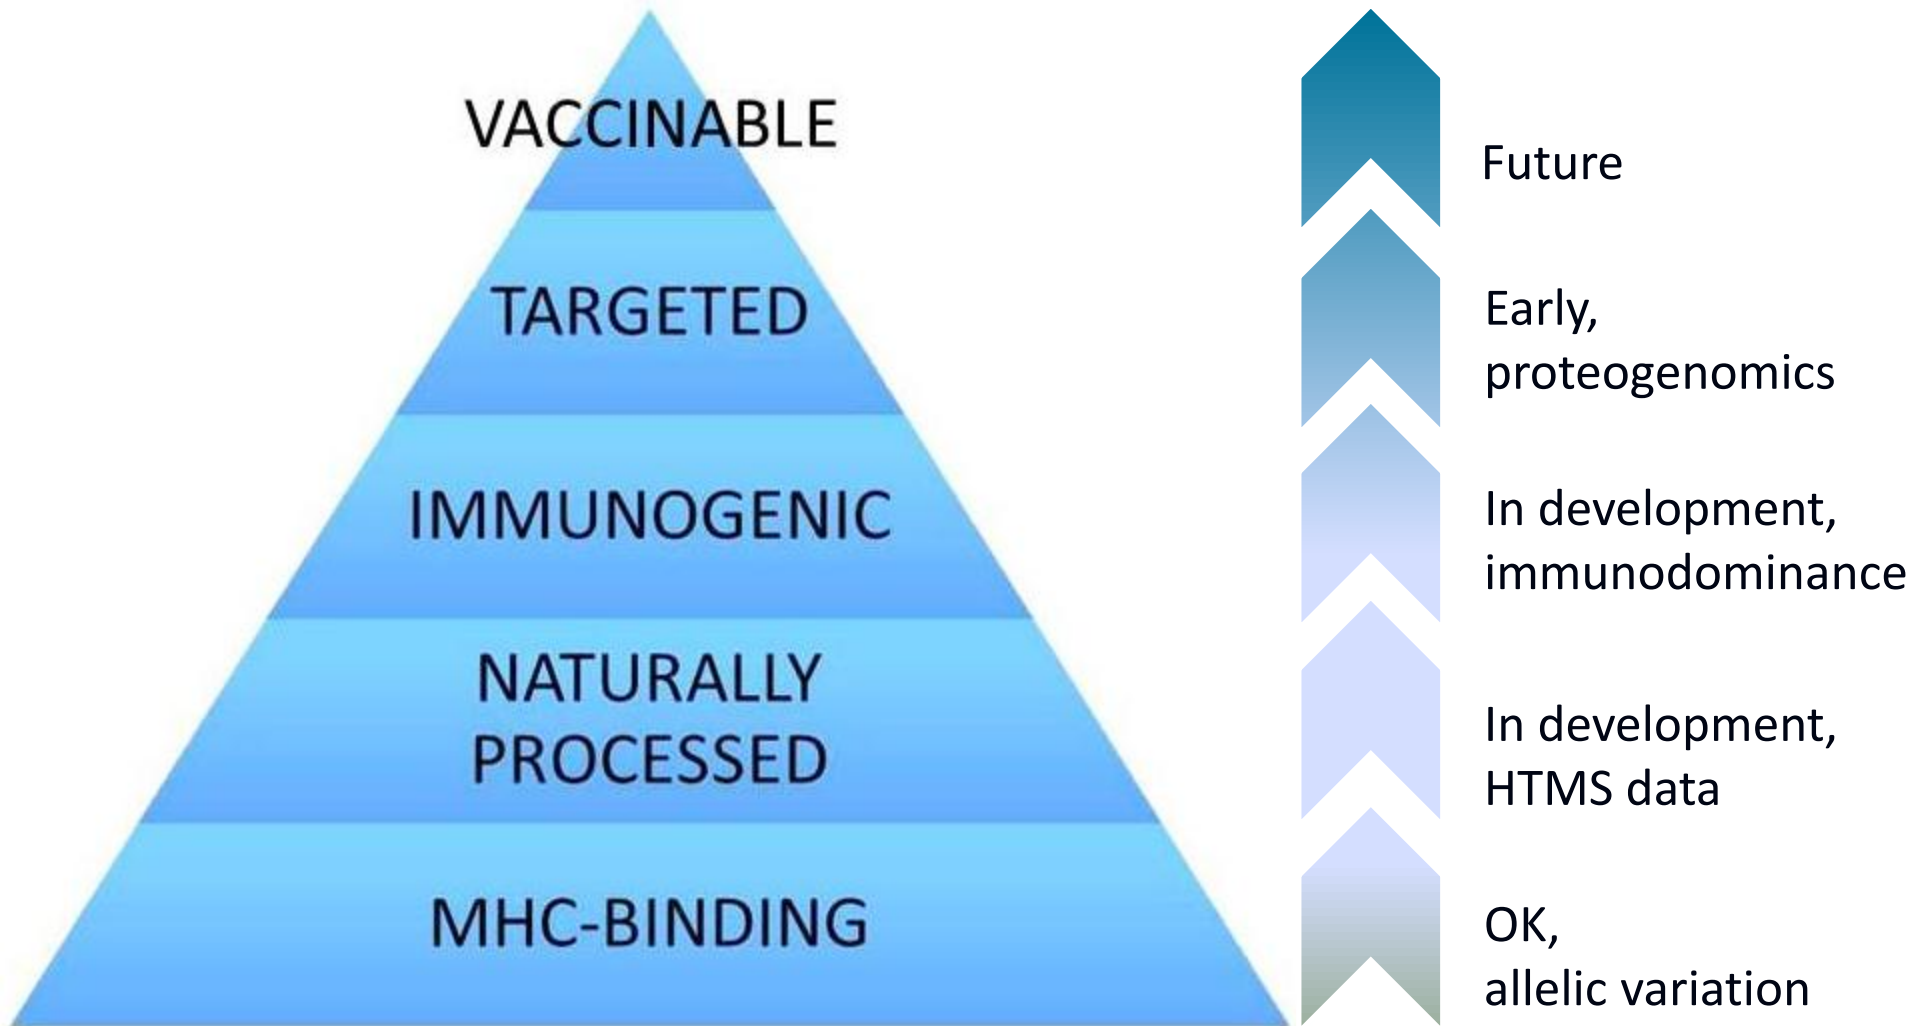 VACCINABLE
Future
TARGETED
Early,
proteogenomics
IMMUNOGENIC
In development,
immunodominance
NATURALLY
PROCESSED
In development,
HTMS data
MHC-BINDING
OK,
allelic variation